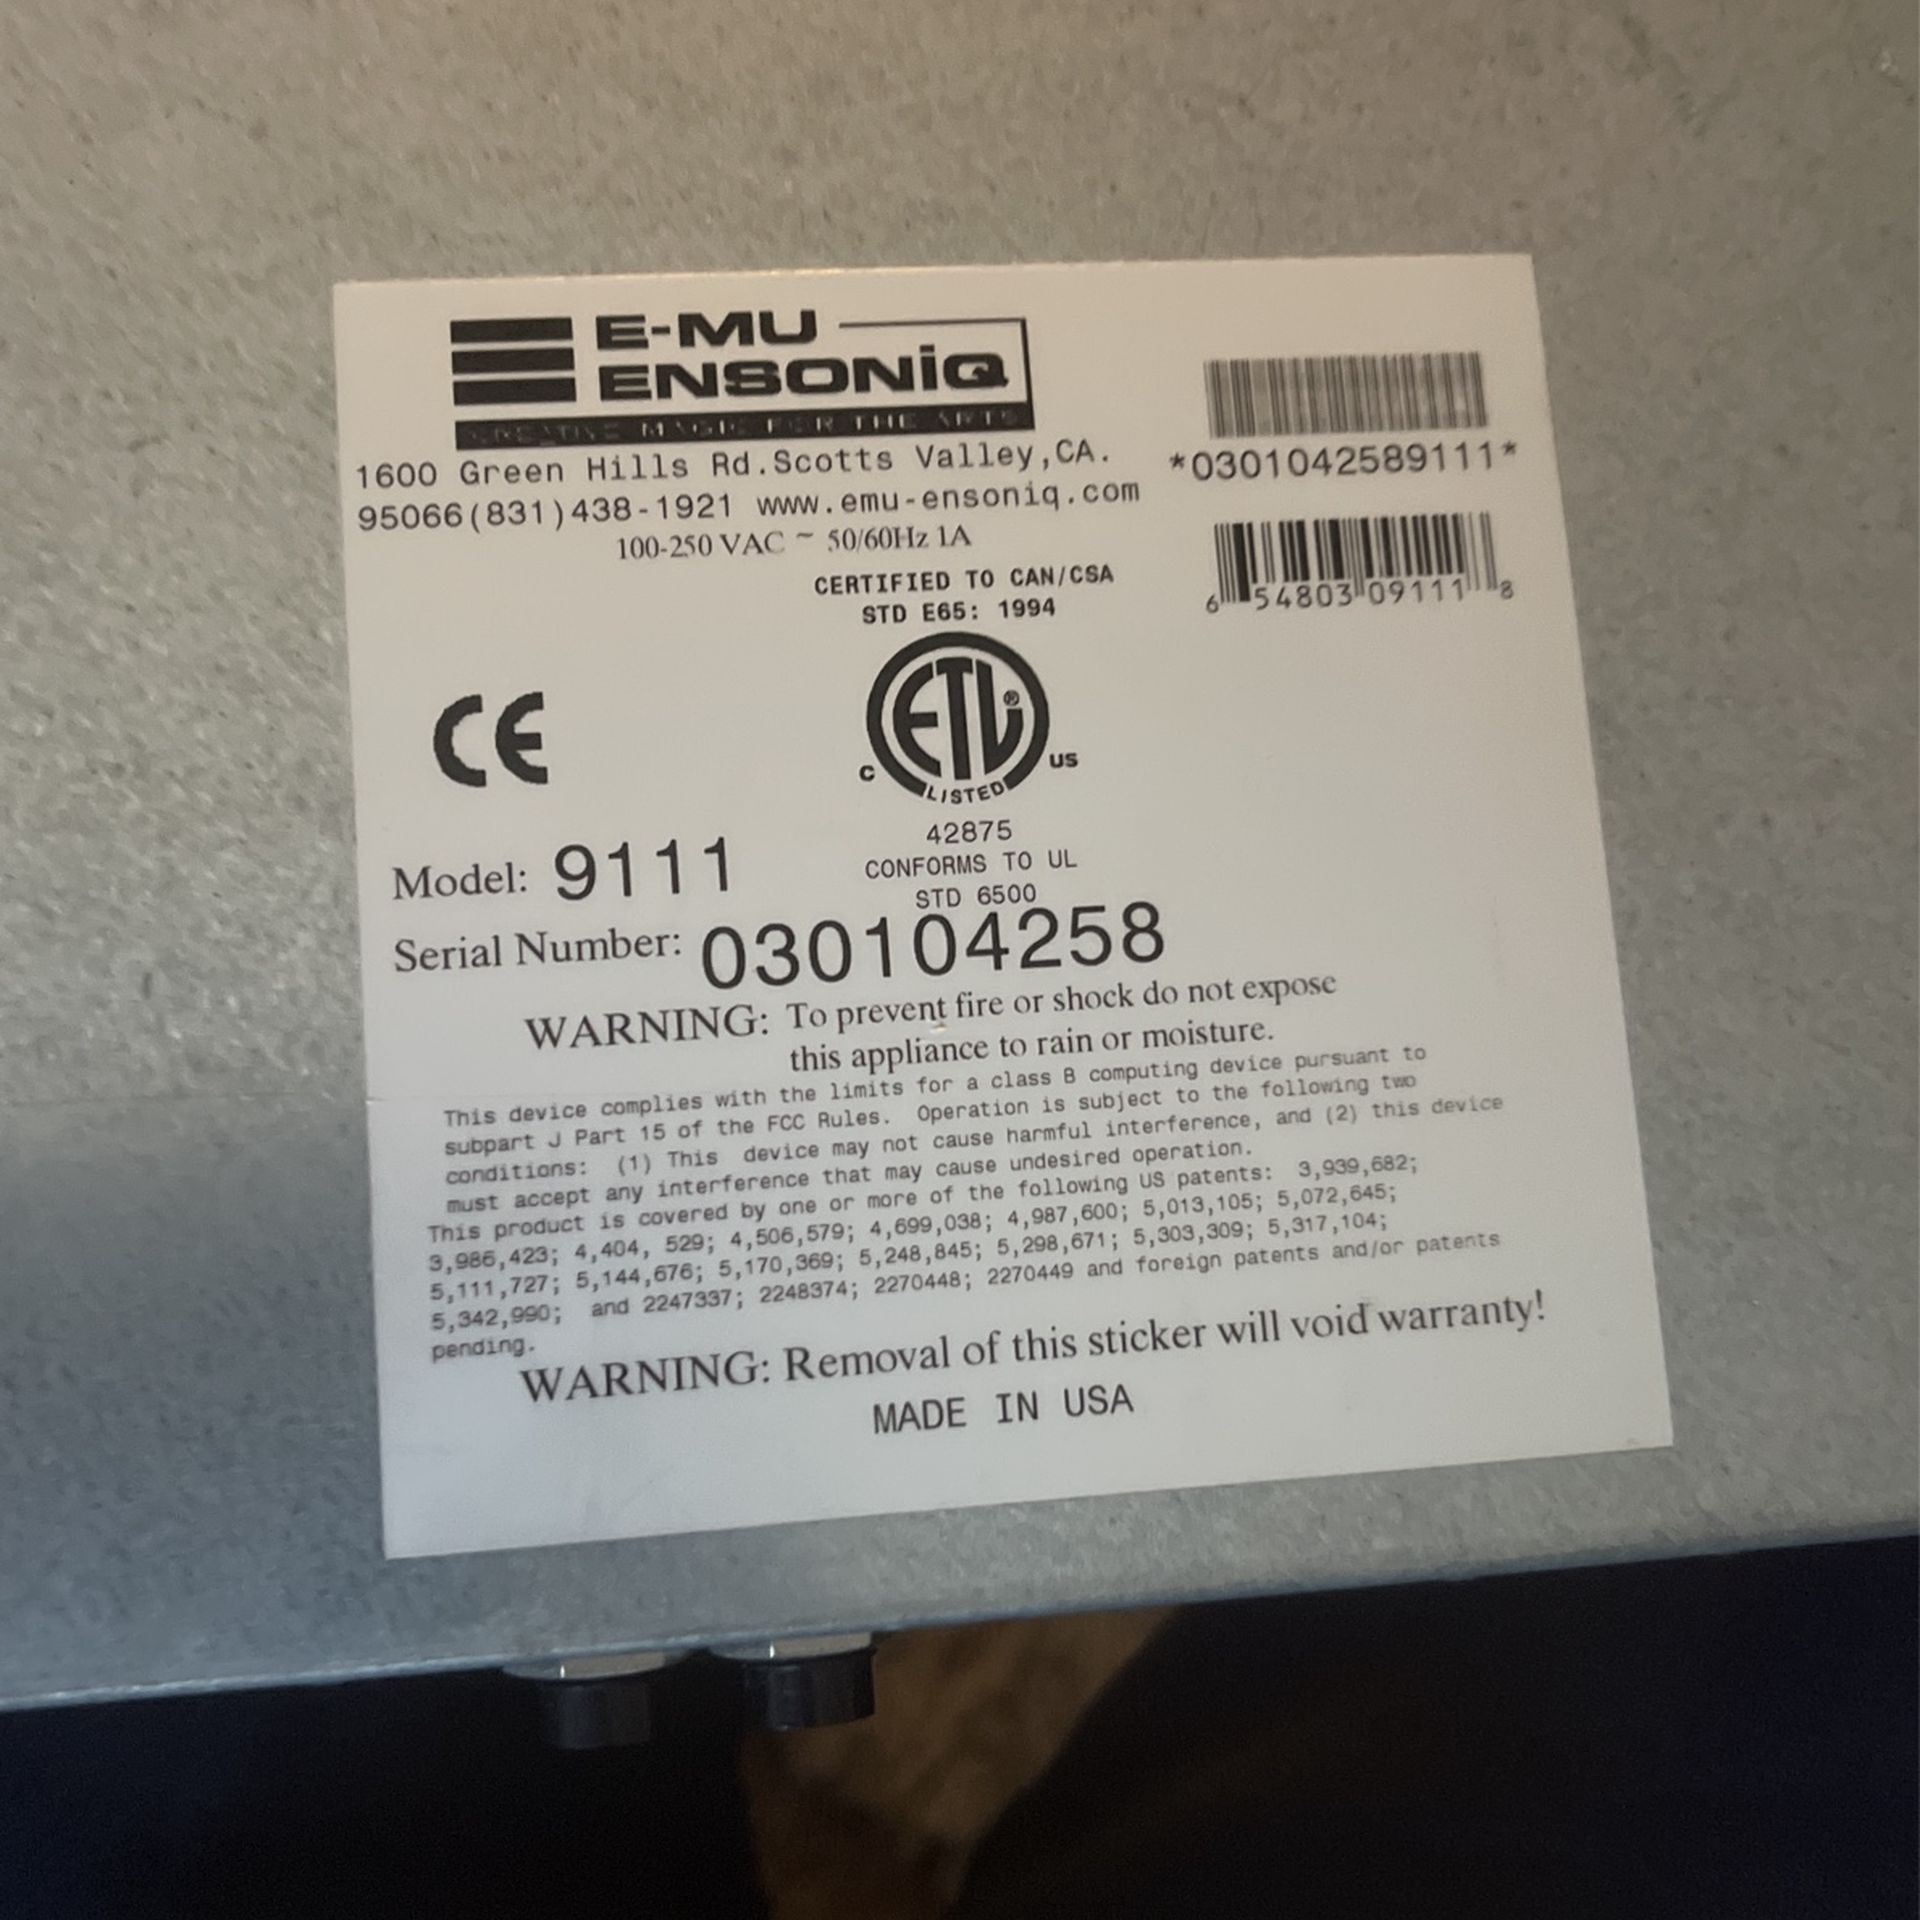 E-MU
ENSONiQ
CREATIVE MAGIC FOR THE ARTS
1600 Green Hills Rd.Scotts Valley,CA.
95066(831)438-1921 www.emu-ensoniq.com
100-250 VAC ~ 50/60Hz 1A
*0301042589111*
6 54803 09111 8
CERTIFIED TO CAN/CSA
STD E65: 1994
CE
ETL®
C LISTED US
42875
CONFORMS TO UL
STD 6500
Model: 9111
Serial Number: 030104258
WARNING: To prevent fire or shock do not expose
this appliance to rain or moisture.
This device complies with the limits for a class B computing device pursuant to
subpart J Part 15 of the FCC Rules. Operation is subject to the following two
conditions: (1) This device may not cause harmful interference, and (2) this device
must accept any interference that may cause undesired operation.
This product is covered by one or more of the following US patents: 3,939,682;
3,986,423; 4,404, 529; 4,506,579; 4,699,038; 4,987,600; 5,013,105; 5,072,645;
5,111,727; 5,144,676; 5,170,369; 5,248,845; 5,298,671; 5,303,309; 5,317,104;
5,342,990; and 2247337; 2248374; 2270448; 2270449 and foreign patents and/or patents
pending.
WARNING: Removal of this sticker will void warranty!
MADE IN USA